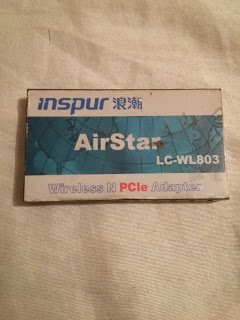 inspur 浪潮
AirStar
LC-WL803
Wireless N PCIe Adapter